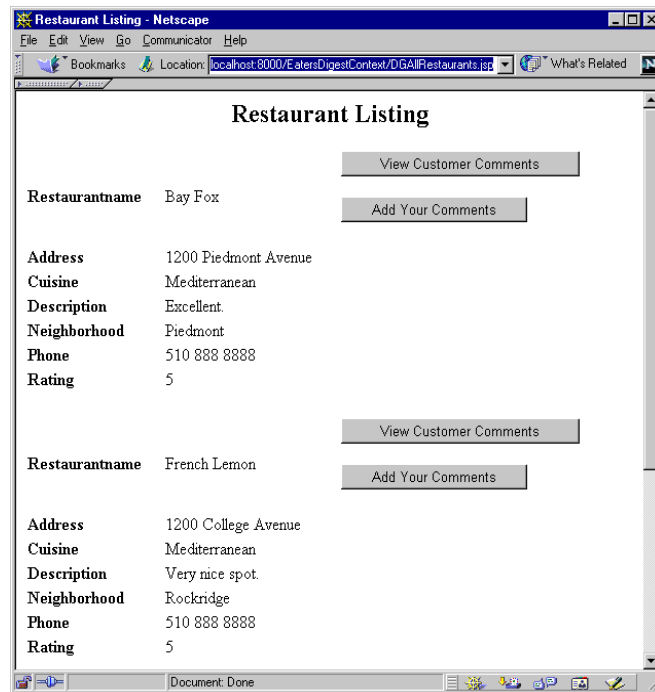 Restaurant Listing - Netscape
File Edit View Go Communicator Help
Bookmarks Location: localhost:8000/EatersDigestContext/DGAllRestaurants.jsp What's Related N
Restaurant Listing
View Customer Comments
Restaurantname Bay Fox
Add Your Comments
Address 1200 Piedmont Avenue
Cuisine Mediterranean
Description Excellent.
Neighborhood Piedmont
Phone 510 888 8888
Rating 5
View Customer Comments
Restaurantname French Lemon
Add Your Comments
Address 1200 College Avenue
Cuisine Mediterranean
Description Very nice spot.
Neighborhood Rockridge
Phone 510 888 8888
Rating 5
Document: Done